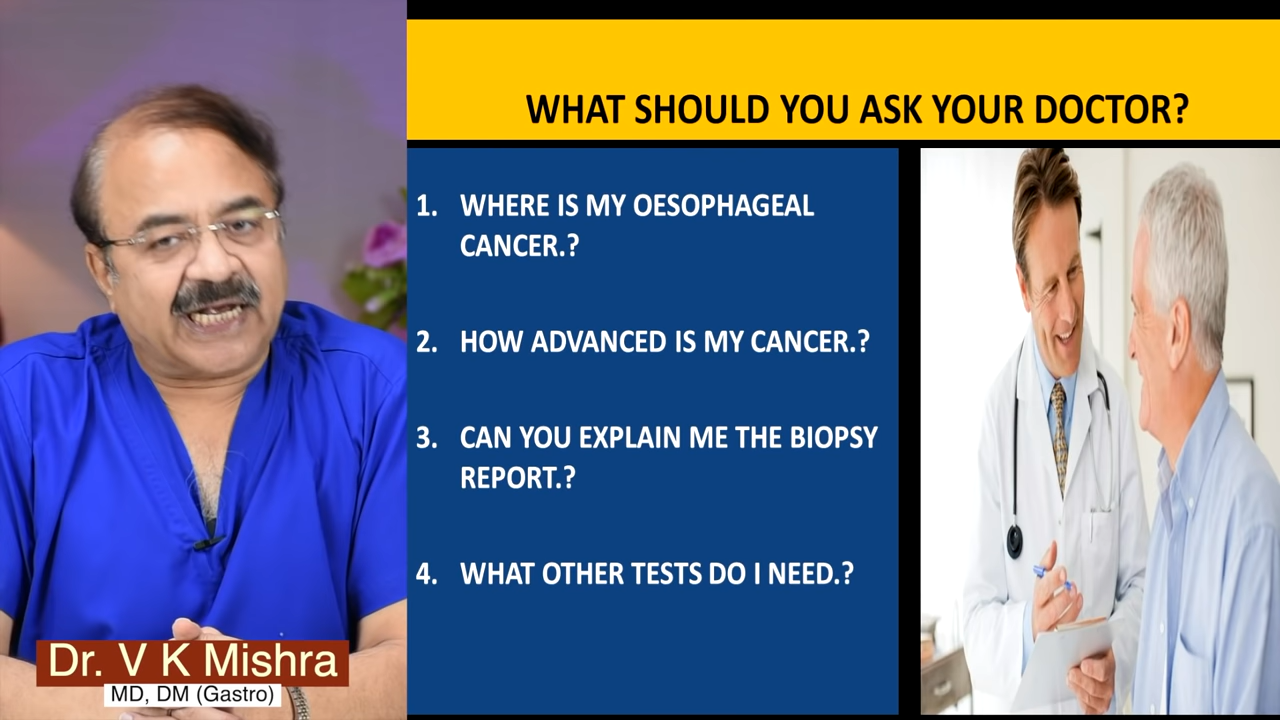 WHAT SHOULD YOU ASK YOUR DOCTOR?
1. WHERE IS MY OESOPHAGEAL
CANCER.?
2. HOW ADVANCED IS MY CANCER.?
3. CAN YOU EXPLAIN ME THE BIOPSY
REPORT.?
4. WHAT OTHER TESTS DO I NEED.?
Dr. V K Mishra
MD, DM (Gastro)